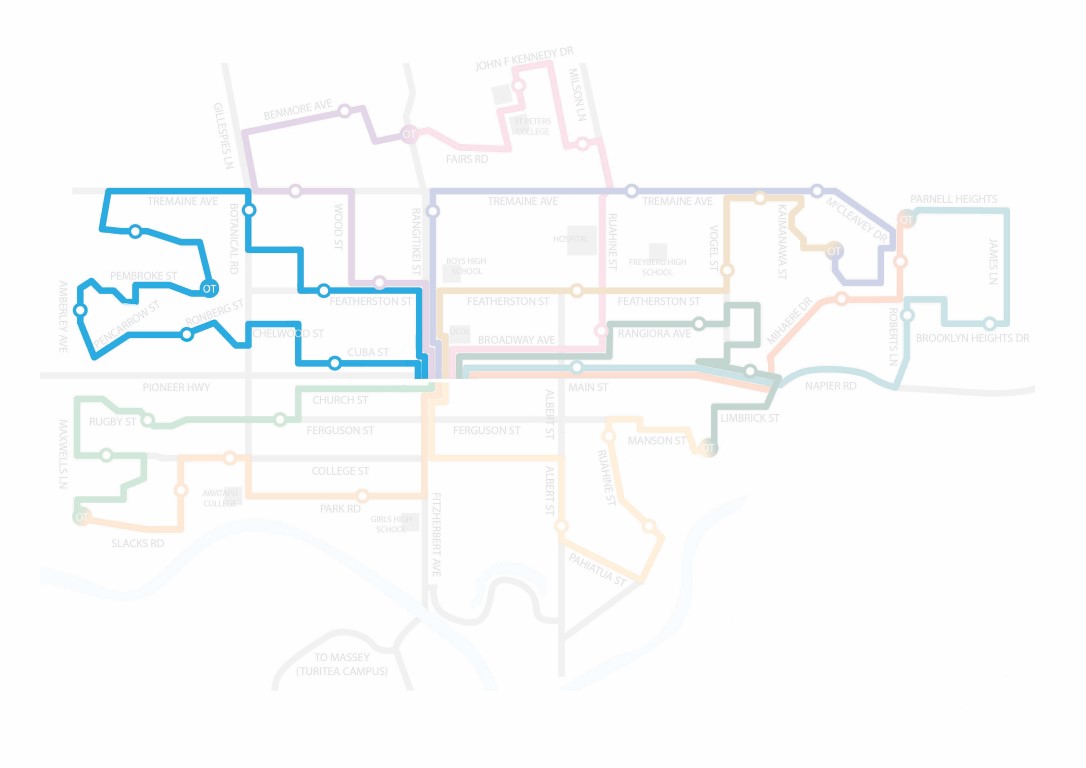 JOHN F KENNEDY DR
MILSON LN
GILLESPIES LN
BENMORE AVE
ST PETERS
COLLEGE
OT
FAIRS RD
TREMAINE AVE
TREMAINE AVE
TREMAINE AVE
PARNELL HEIGHTS
MCCLEAVEY DR
OT
BOTANICAL RD
WOOD ST
RANGITIKEI ST
RUAHINE ST
VOGEL ST
KAIMANAWA ST
HOSPITAL
FREYBERG HIGH
SCHOOL
BOYS HIGH
SCHOOL
OT
JAMES LN
PEMBROKE ST
OT
AMBERLEY AVE
PENCARROW ST
RONBERG ST
FEATHERSTON ST
FEATHERSTON ST
FEATHERSTON ST
CHELWOOD ST
UCOL
BROADWAY AVE
RANGIORA AVE
MIHAERE DR
ROBERTS LN
BROOKLYN HEIGHTS DR
CUBA ST
PIONEER HWY
MAIN ST
NAPIER RD
CHURCH ST
ALBERT ST
LIMBRICK ST
RUGBY ST
FERGUSON ST
FERGUSON ST
MANSON ST
OT
MAXWELLS LN
COLLEGE ST
RUAHINE ST
ALBERT ST
AWATAPU
COLLEGE
PARK RD
GIRLS HIGH
SCHOOL
FITZHERBERT AVE
OT
SLACKS RD
PAHIATUA ST
TO MASSEY
(TURITEA CAMPUS)